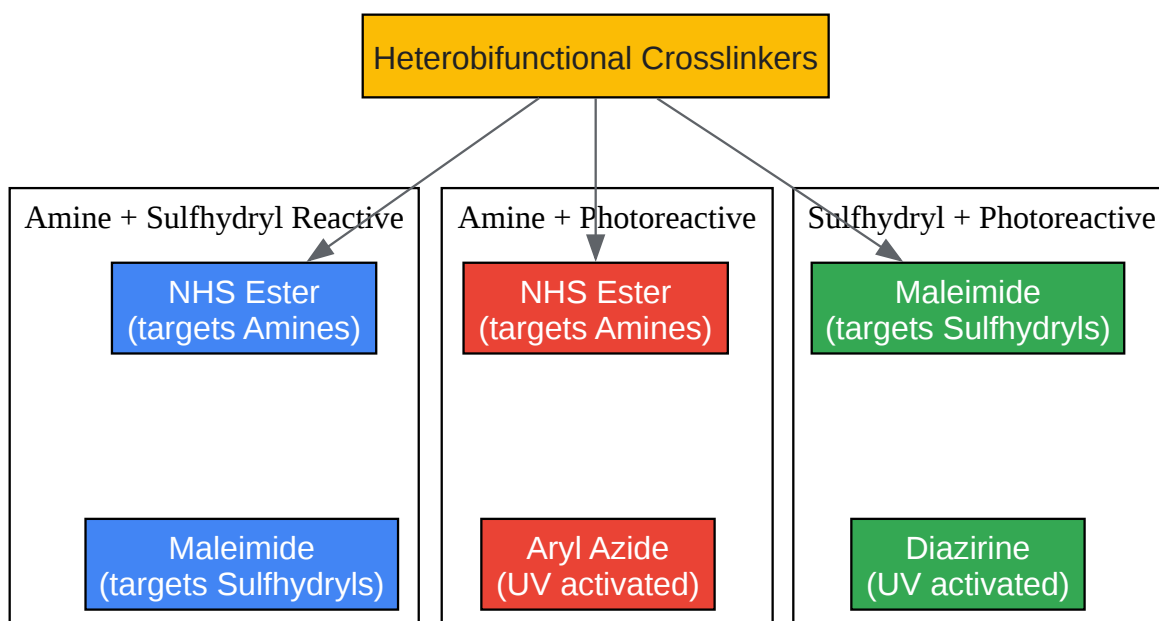 Heterobifunctional Crosslinkers
Amine + Sulfhydryl Reactive
NHS Ester
(targets Amines)
Maleimide
(targets Sulfhydryls)
Amine + Photoreactive
NHS Ester
(targets Amines)
Aryl Azide
(UV activated)
Sulfhydryl + Photoreactive
Maleimide
(targets Sulfhydryls)
Diazirine
(UV activated)